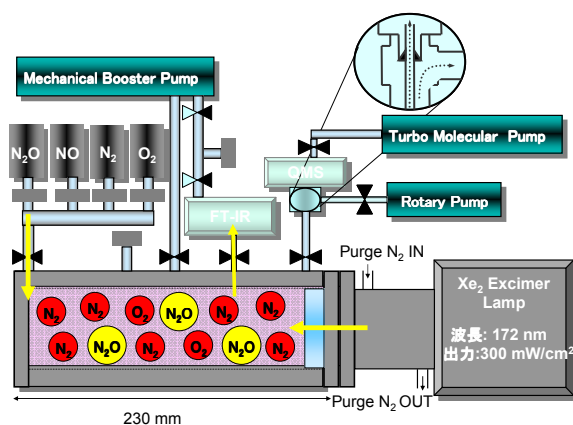 Mechanical Booster Pump
Turbo Molecular Pump
N₂O
NO
N₂
O₂
QMS
FT-IR
Rotary Pump
Purge N₂ IN
Xe₂ Excimer
Lamp
波長: 172 nm
出力:300 mW/cm²
N₂
N₂
O₂
N₂O
N₂
N₂
N₂
N₂O
N₂
O₂
N₂O
N₂
Purge N₂ OUT
230 mm